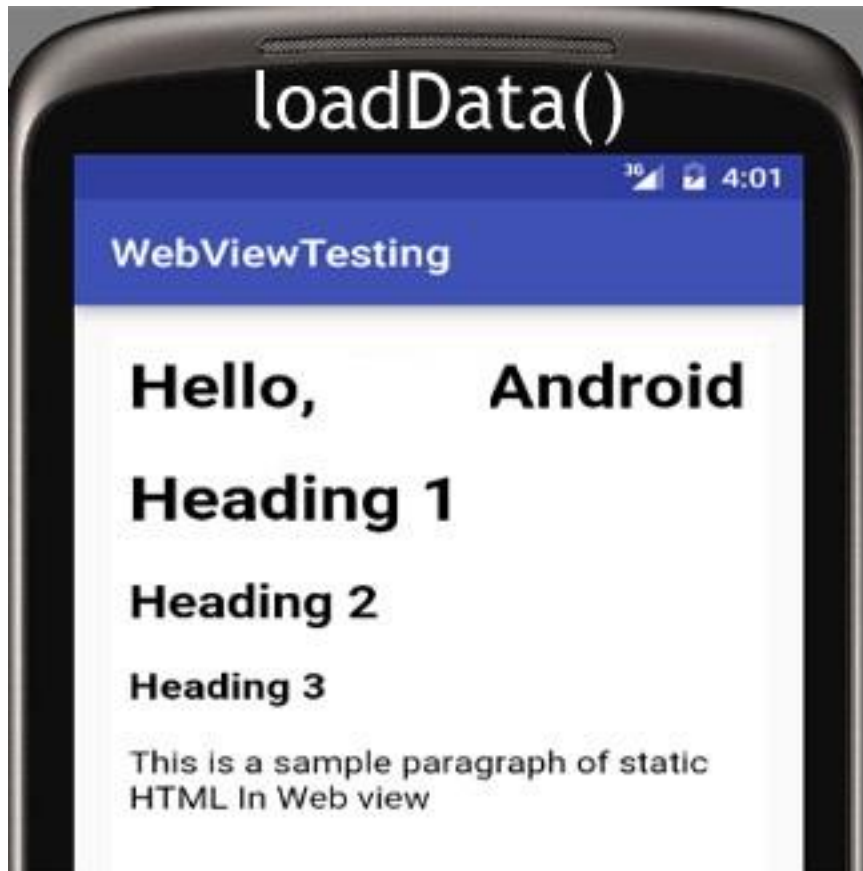 loadData()
3G 4:01
WebViewTesting
Hello, Android
Heading 1
Heading 2
Heading 3
This is a sample paragraph of static
HTML In Web view